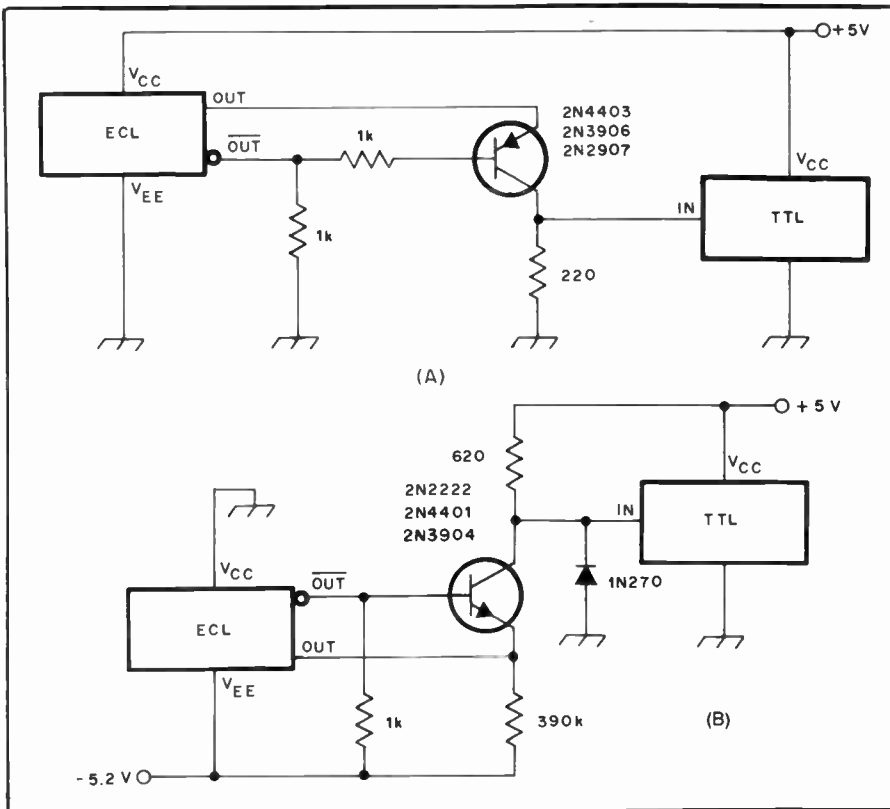 +5V
VCC
OUT
ECL
OUT
VEE
1k
1k
2N4403
2N3906
2N2907
VCC
IN
TTL
220
(A)
+5 V
620
VCC
2N2222
2N4401
2N3904
IN
TTL
1N270
VCC
OUT
ECL
OUT
VEE
1k
390k
(B)
-5.2 V